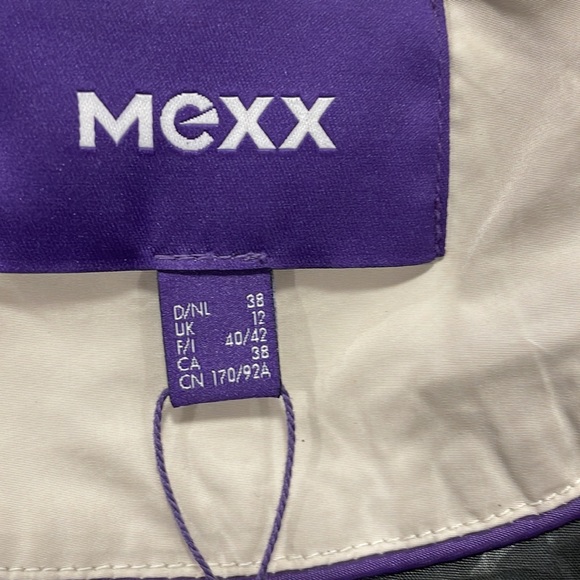 Mexx
D/NL 38
UK 12
F/I 40/42
CA 38
CN 170/92A